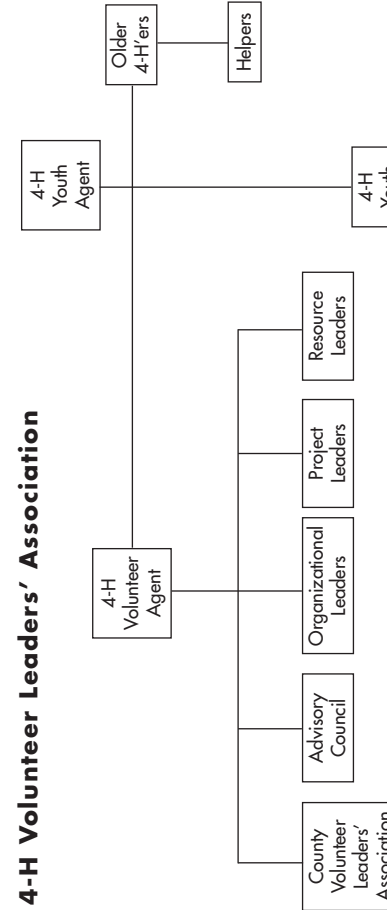 4-H Volunteer Leaders’ Association
4-H
Youth
Agent
Older
4-H’ers
Helpers
4-H
Volunteer
Agent
County
Volunteer
Leaders’
Association
Advisory
Council
Organizational
Leaders
Project
Leaders
Resource
Leaders
4-H
Youth